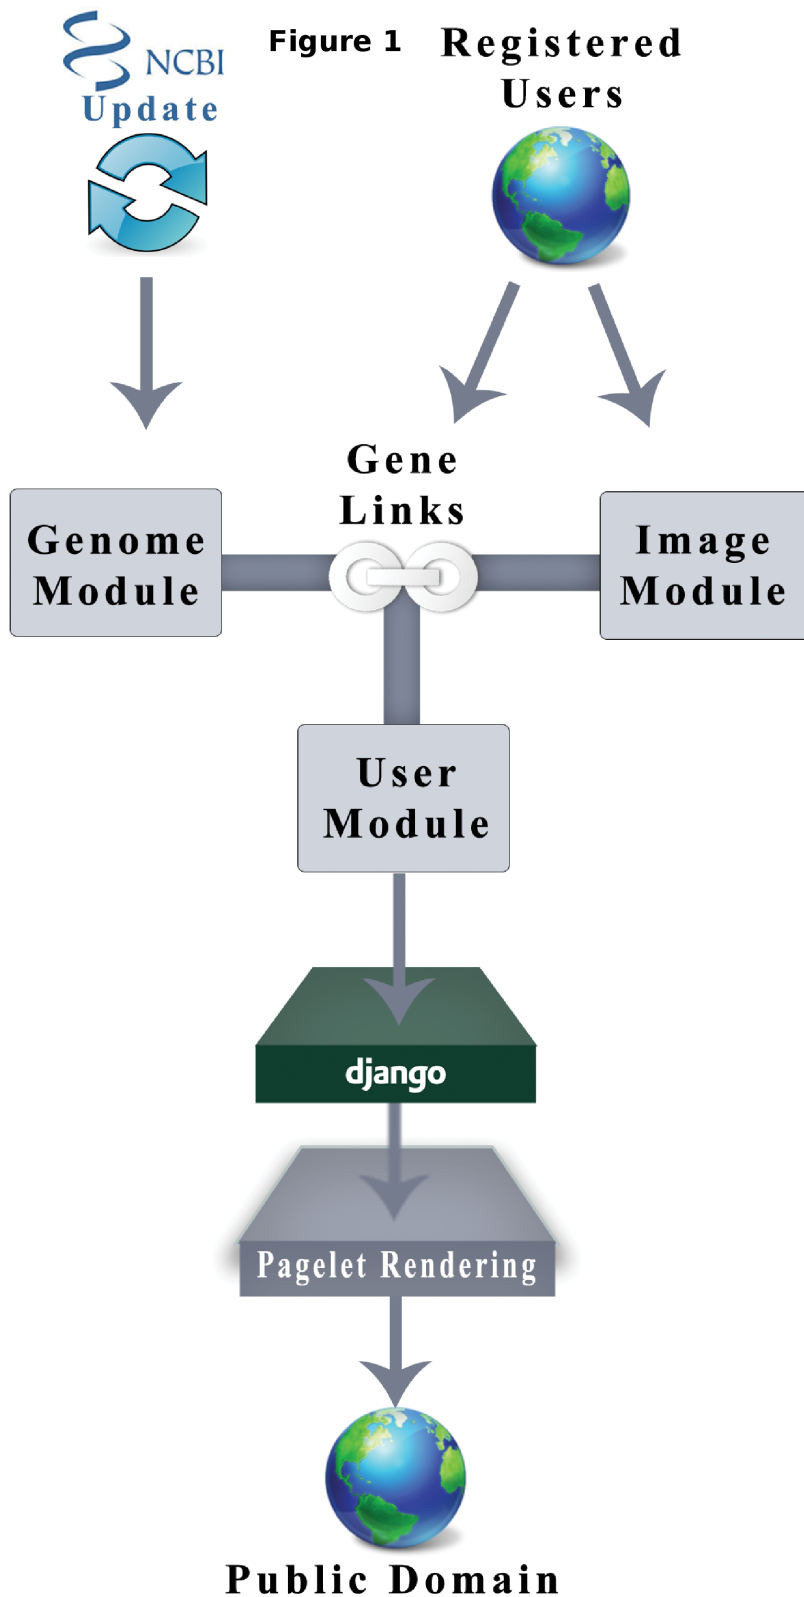 NCBI
Update
Figure 1
Registered
Users
Gene
Links
Genome
Module
Image
Module
User
Module
django
Pagelet Rendering
Public Domain